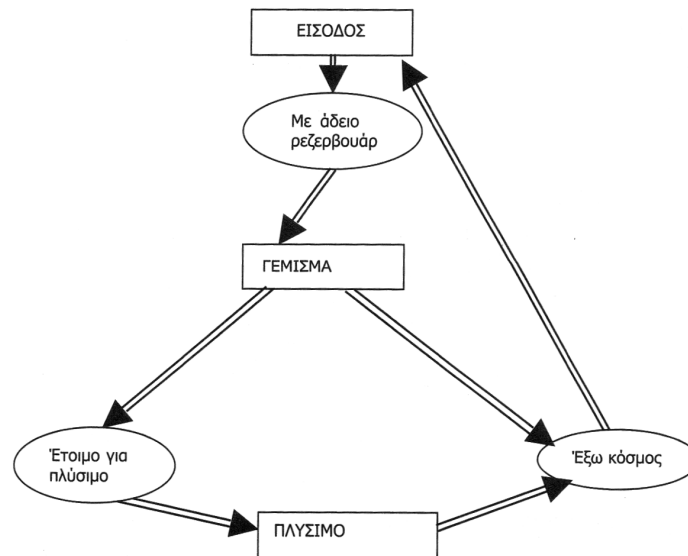 ΕΙΣΟΔΟΣ
Με άδειο
ρεζερβουάρ
ΓΕΜΙΣΜΑ
Έτοιμο για
πλύσιμο
Έξω κόσμος
ΠΛΥΣΙΜΟ